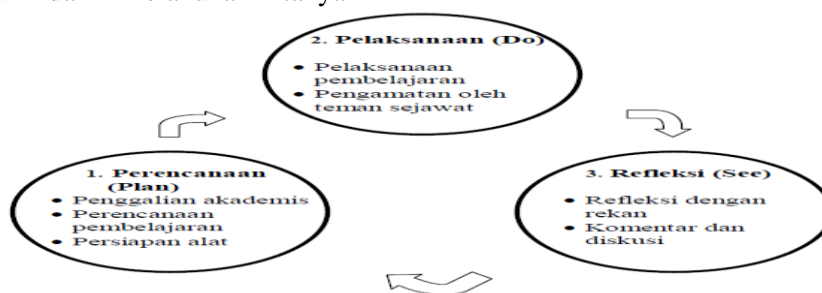 2. Pelaksanaan (Do)
• Pelaksanaan
pembelajaran
• Pengamatan oleh
teman sejawat
1. Perencanaan
(Plan)
• Penggalian akademis
• Perencanaan
pembelajaran
• Persiapan alat
3. Refleksi (See)
• Refleksi dengan
rekan
• Komentar dan
diskusi